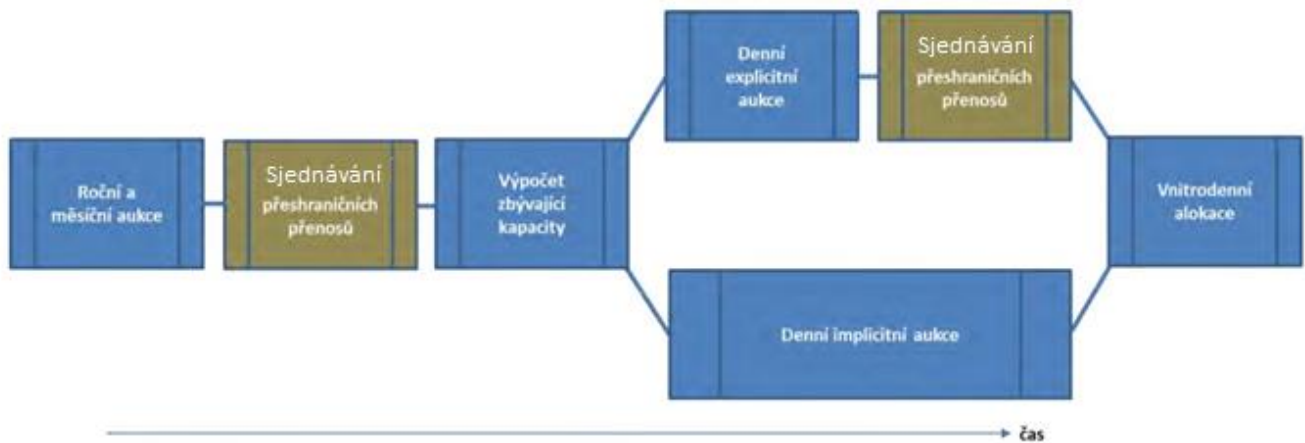 Roční a
měsíční aukce
Sjednávání
přeshraničních
přenosů
Výpočet
zbývající
kapacity
Denní
explicitní
aukce
Sjednávání
přeshraničních
přenosů
Denní implicitní aukce
Vnitrodenní
alokace
čas